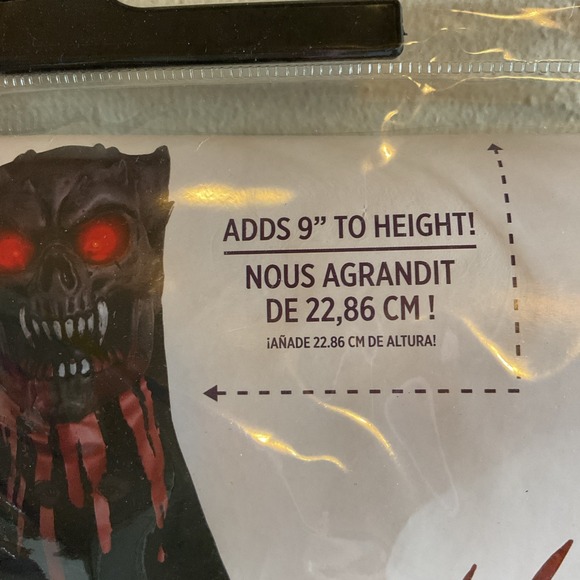 ADDS 9” TO HEIGHT!
NOUS AGRANDIT
DE 22,86 CM !
¡AÑADE 22.86 CM DE ALTURA!